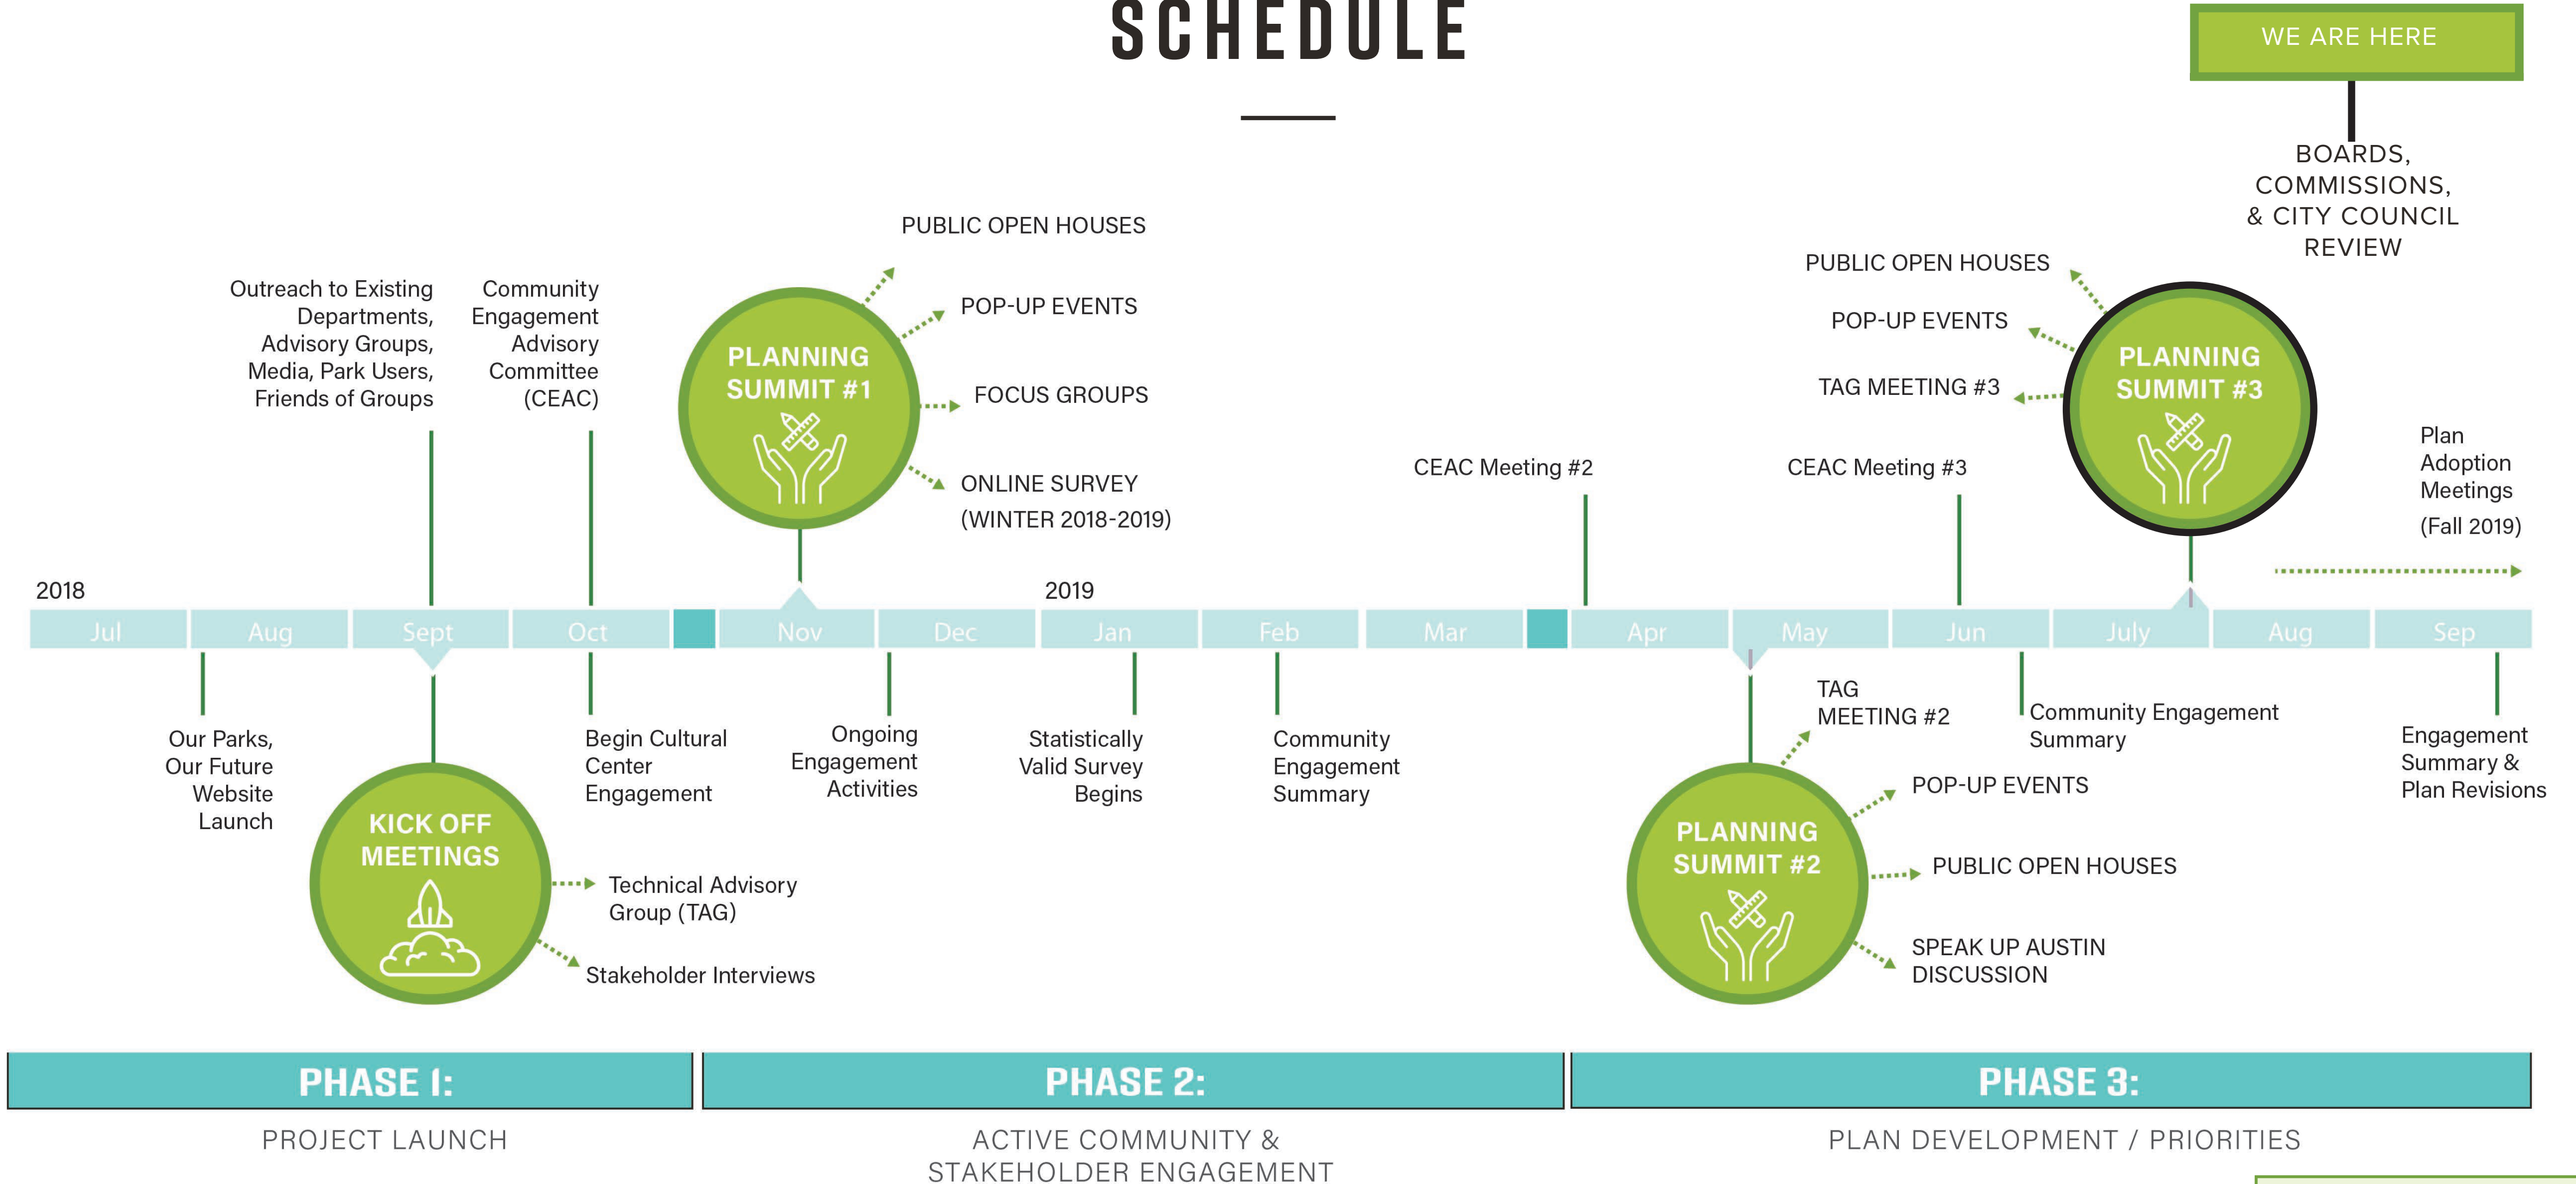 SCHEDULE
WE ARE HERE
BOARDS,
COMMISSIONS,
& CITY COUNCIL
REVIEW
Outreach to Existing
Departments,
Advisory Groups,
Media, Park Users,
Friends of Groups
Community
Engagement
Advisory
Committee
(CEAC)
PLANNING
SUMMIT #1
PUBLIC OPEN HOUSES
POP-UP EVENTS
FOCUS GROUPS
ONLINE SURVEY
(WINTER 2018-2019)
CEAC Meeting #2
CEAC Meeting #3
PUBLIC OPEN HOUSES
POP-UP EVENTS
TAG MEETING #3
PLANNING
SUMMIT #3
Plan
Adoption
Meetings
(Fall 2019)
2018
2019
Jul
Aug
Sept
Oct
Nov
Dec
Jan
Feb
Mar
Apr
May
Jun
July
Aug
Sep
Our Parks,
Our Future
Website
Launch
KICK OFF
MEETINGS
Technical Advisory
Group (TAG)
Stakeholder Interviews
Begin Cultural
Center
Engagement
Ongoing
Engagement
Activities
Statistically
Valid Survey
Begins
Community
Engagement
Summary
PLANNING
SUMMIT #2
TAG
MEETING #2
POP-UP EVENTS
PUBLIC OPEN HOUSES
SPEAK UP AUSTIN
DISCUSSION
Community Engagement
Summary
Engagement
Summary &
Plan Revisions
PHASE 1:
PROJECT LAUNCH
PHASE 2:
ACTIVE COMMUNITY &
STAKEHOLDER ENGAGEMENT
PHASE 3:
PLAN DEVELOPMENT / PRIORITIES